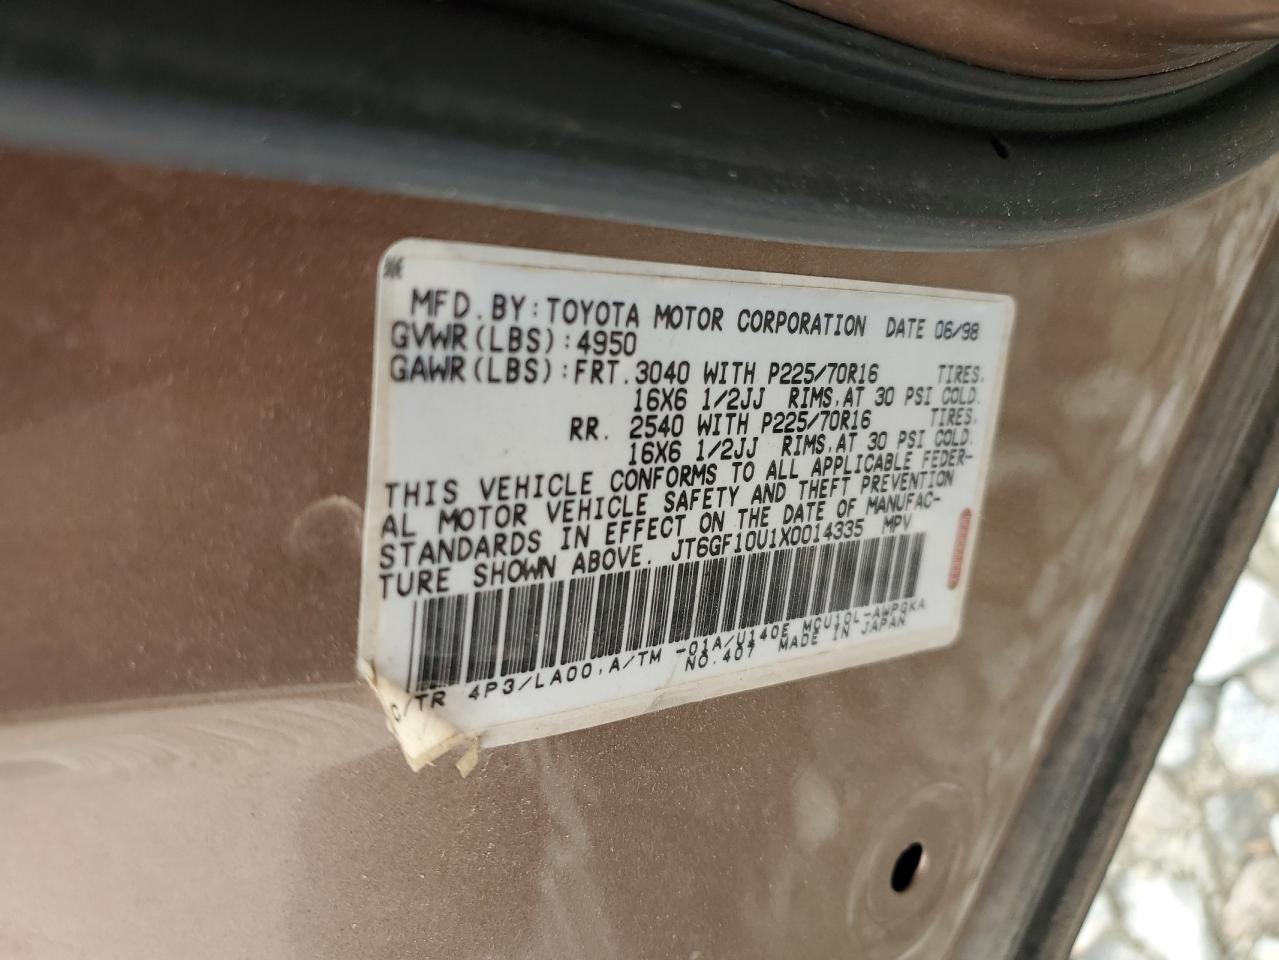 MFD. BY: TOYOTA MOTOR CORPORATION DATE 06/98
GVWR(LBS):4950
GAWR(LBS):FRT. 3040 WITH P225/70R16 TIRES.
16X6 1/2JJ RIMS, AT 30 PSI COLD.
RR. 2540 WITH P225/70R16 TIRES.
16X6 1/2JJ RIMS, AT 30 PSI COLD.
THIS VEHICLE CONFORMS TO ALL APPLICABLE FEDER-
AL MOTOR VEHICLE SAFETY AND THEFT PREVENTION
STANDARDS IN EFFECT ON THE DATE OF MANUFAC-
TURE SHOWN ABOVE. JT6GF10U1X0014335 MPV
C/TR 4P3/LA00, A/TM -01A/U140E MCU10L-AWPGKA
NO. 407 MADE IN JAPAN